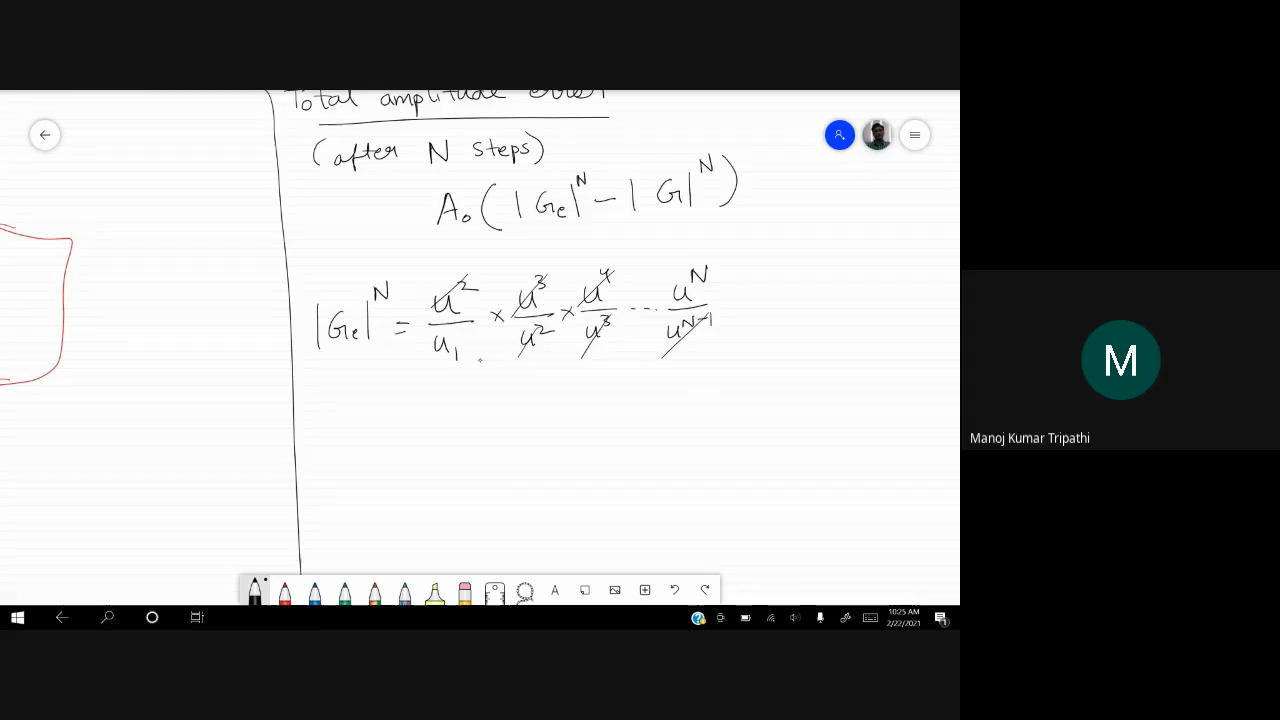 Total amplitude error
(after N steps)
A₀ ( |Gₑ|ᴺ − |G|ᴺ )
|Gₑ|ᴺ = u²/u₁ × u³/u² × u⁴/u³ ... uᴺ/uᴺ⁻¹
M
Manoj Kumar Tripathi
A
10:25 AM
2/22/2021